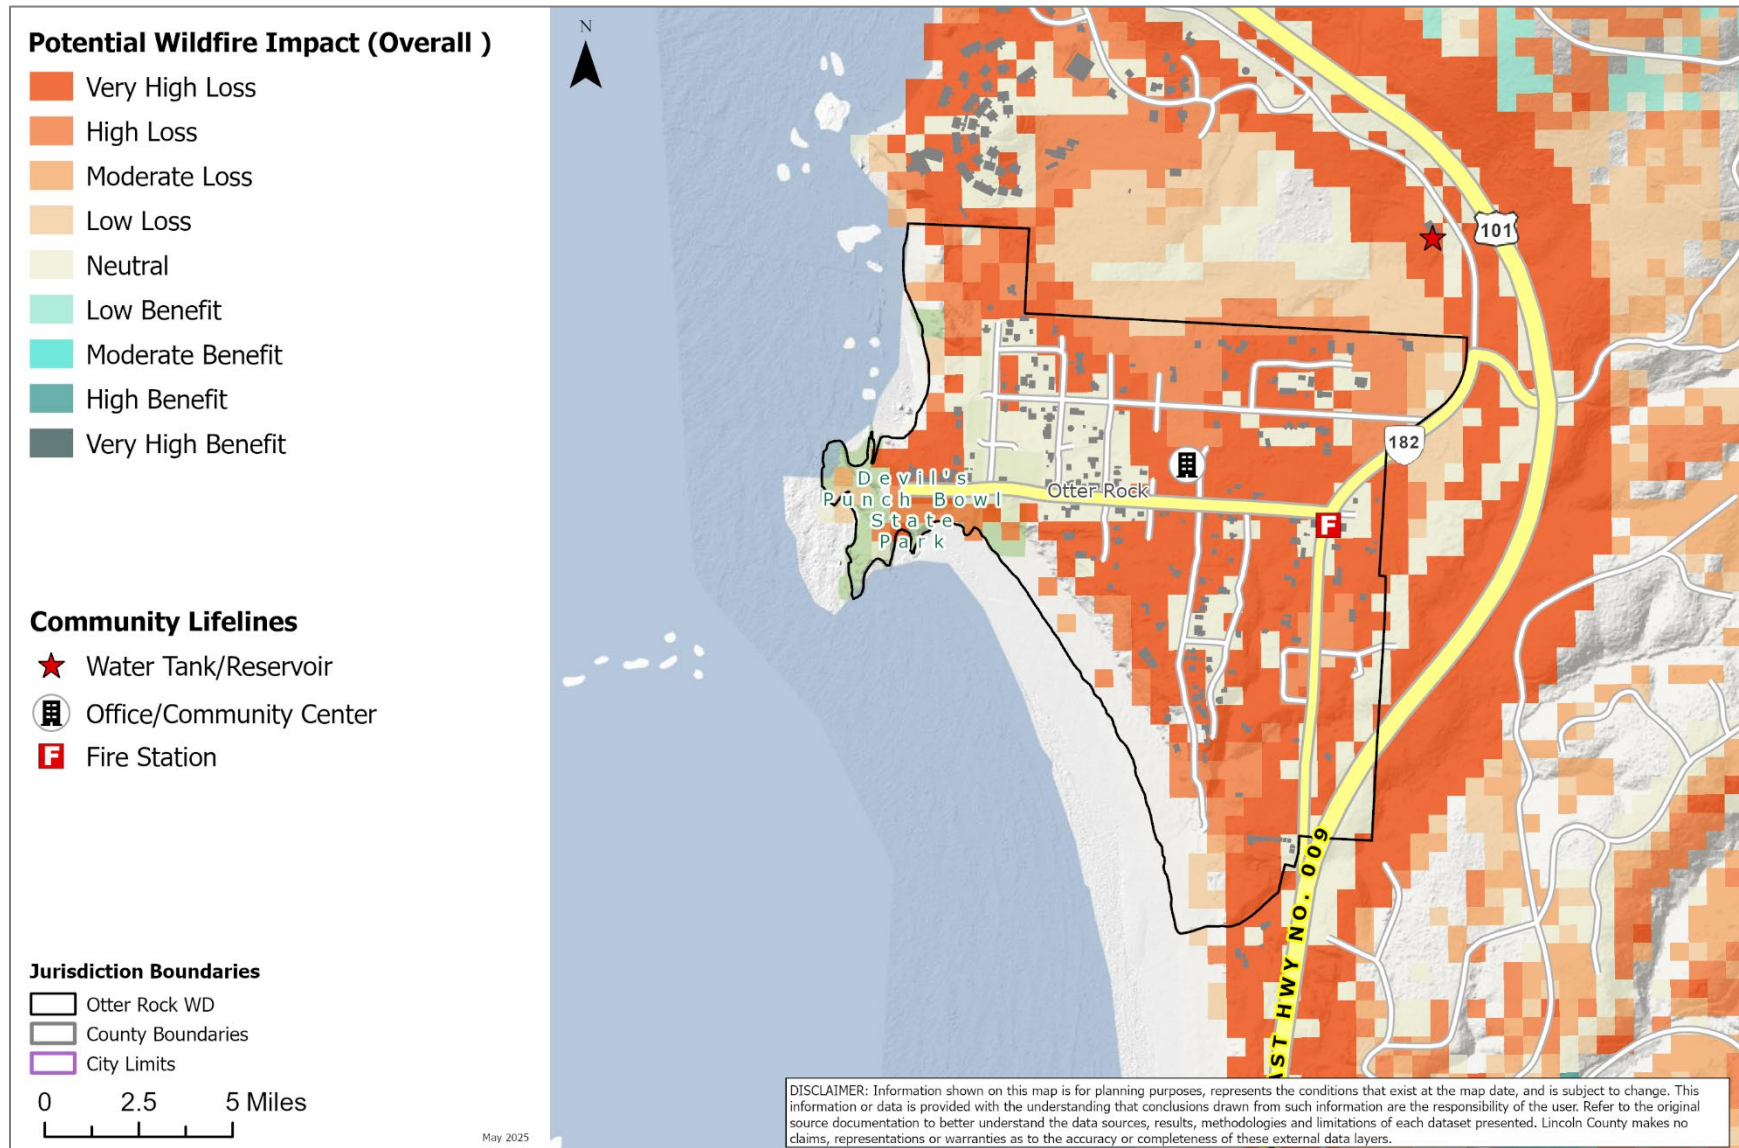 Potential Wildfire Impact (Overall )
Very High Loss
High Loss
Moderate Loss
Low Loss
Neutral
Low Benefit
Moderate Benefit
High Benefit
Very High Benefit
Community Lifelines
Water Tank/Reservoir
Office/Community Center
F Fire Station
Jurisdiction Boundaries
Otter Rock WD
County Boundaries
City Limits
0 2.5 5 Miles
May 2025
N
101
182
Devil's
Punch Bowl
State
Park
Otter Rock
F
AST HWY NO. 009
DISCLAIMER: Information shown on this map is for planning purposes, represents the conditions that exist at the map date, and is subject to change. This
information or data is provided with the understanding that conclusions drawn from such information are the responsibility of the user. Refer to the original
source documentation to better understand the data sources, results, methodologies and limitations of each dataset presented. Lincoln County makes no
claims, representations or warranties as to the accuracy or completeness of these external data layers.